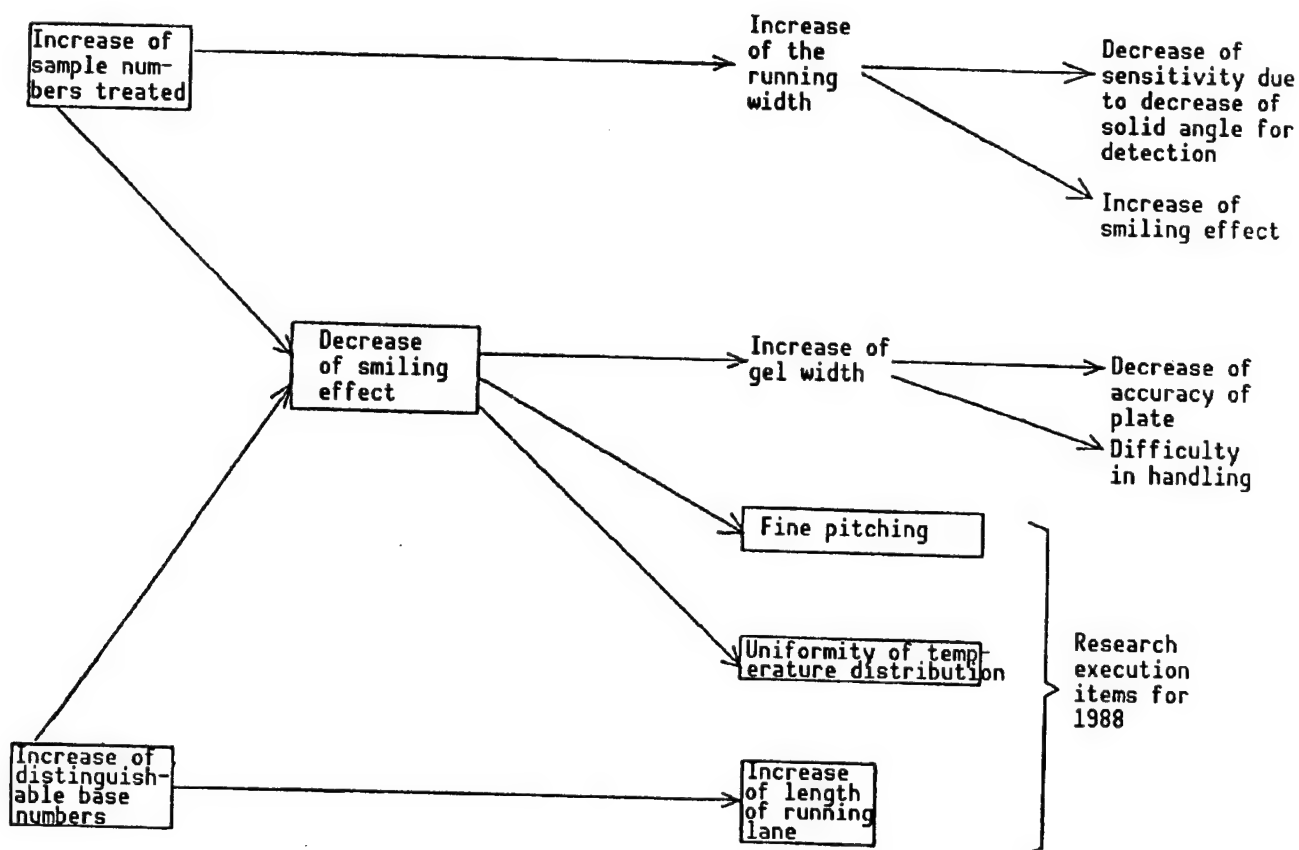 Increase of
sample num-
bers treated
Increase
of the
running
width
Decrease of
sensitivity due
to decrease of
solid angle for
detection
Increase of
smiling effect
Decrease
of smiling
effect
Increase of
gel width
Decrease of
accuracy of
plate
Difficulty
in handling
Fine pitching
Uniformity of temp-
erature distribution
Research
execution
items for
1988
Increase of
distinguish-
able base
numbers
Increase
of length
of running
lane